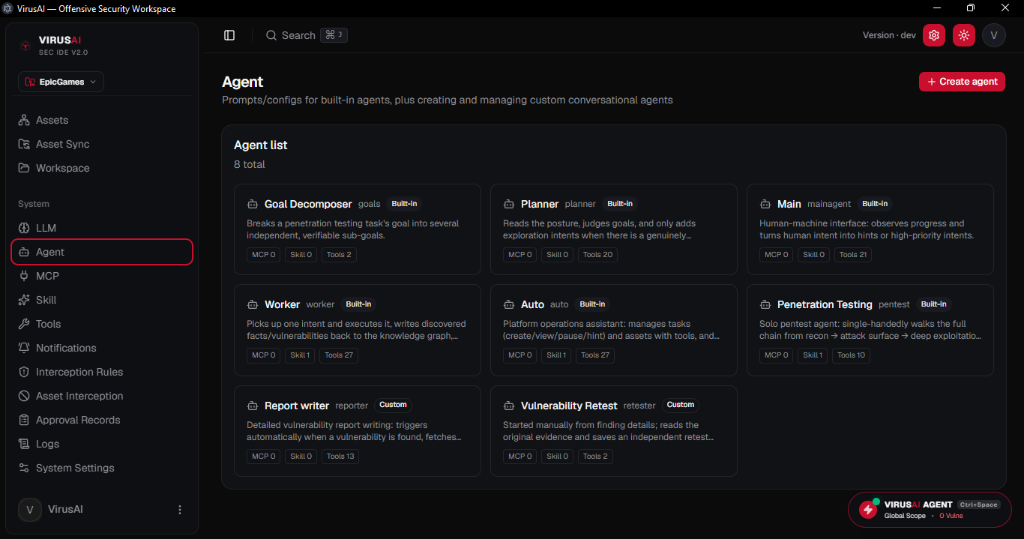 VirusAI — Offensive Security Workspace
VIRUSAI
SEC IDE V2.0
EpicGames
Assets
Asset Sync
Workspace
System
LLM
Agent
MCP
Skill
Tools
Notifications
Interception Rules
Asset Interception
Approval Records
Logs
System Settings
V VirusAI
Search ⌘ J
Version · dev
V
Agent
Prompts/configs for built-in agents, plus creating and managing custom conversational agents
+ Create agent
Agent list
8 total
Goal Decomposer goals Built-in
Breaks a penetration testing task's goal into several
independent, verifiable sub-goals.
MCP 0 Skill 0 Tools 2
Planner planner Built-in
Reads the posture, judges goals, and only adds
exploration intents when there is a genuinely...
MCP 0 Skill 0 Tools 20
Main mainagent Built-in
Human-machine interface: observes progress and
turns human intent into hints or high-priority intents.
MCP 0 Skill 0 Tools 21
Worker worker Built-in
Picks up one intent and executes it, writes discovered
facts/vulnerabilities back to the knowledge graph,...
MCP 0 Skill 1 Tools 27
Auto auto Built-in
Platform operations assistant: manages tasks
(create/view/pause/hint) and assets with tools, and...
MCP 0 Skill 1 Tools 27
Penetration Testing pentest Built-in
Solo pentest agent: single-handedly walks the full
chain from recon → attack surface → deep exploitatio...
MCP 0 Skill 1 Tools 10
Report writer reporter Custom
Detailed vulnerability report writing: triggers
automatically when a vulnerability is found, fetches...
MCP 0 Skill 0 Tools 13
Vulnerability Retest retester Custom
Started manually from finding details; reads the
original evidence and saves an independent retest...
MCP 0 Skill 0 Tools 2
VIRUSAI AGENT Ctrl+Space
Global Scope • 0 Vulns